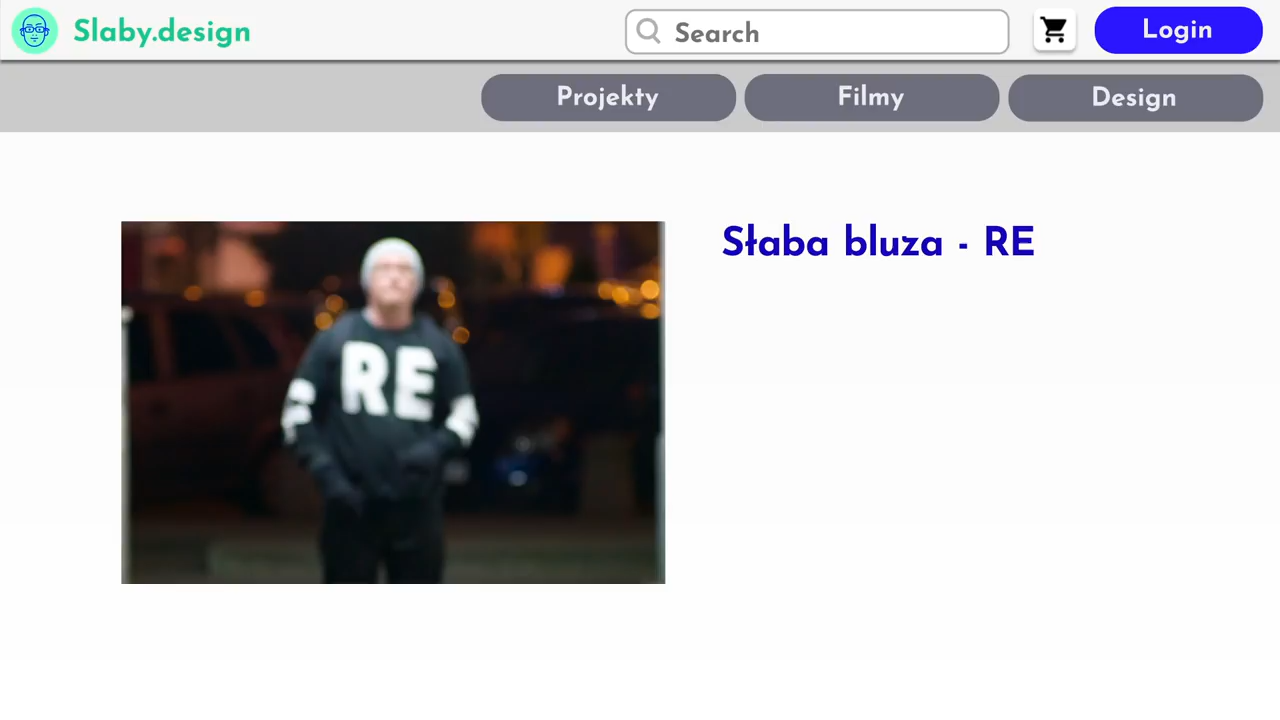 Slaby.design
Search
Login
Projekty
Filmy
Design
Słaba bluza - RE
RE